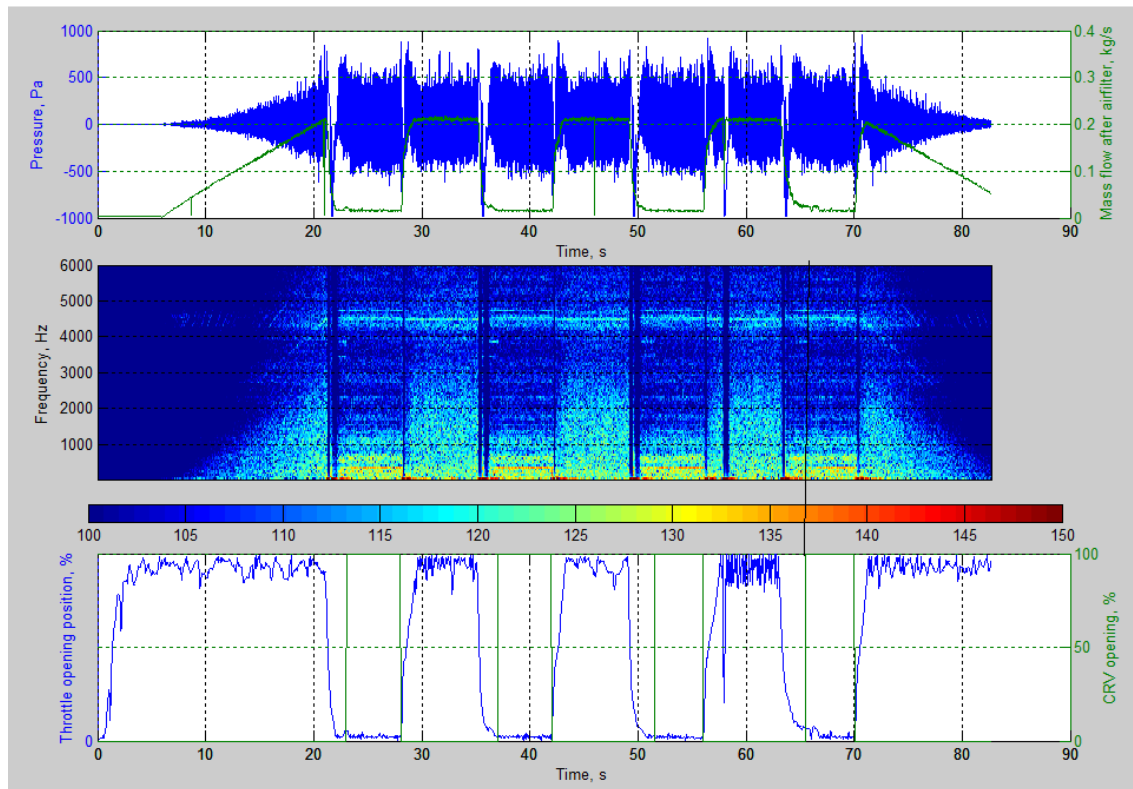 1000
500
0
-500
-1000
Pressure, Pa
0.4
0.3
0.2
0.1
0
Mass flow after airfilter, kg/s
0 10 20 30 40 50 60 70 80 90
Time, s
6000
5000
4000
3000
2000
1000
Frequency, Hz
100 105 110 115 120 125 130 135 140 145 150
Throttle opening position, %
0
100
50
0
CRV opening, %
0 10 20 30 40 50 60 70 80 90
Time, s